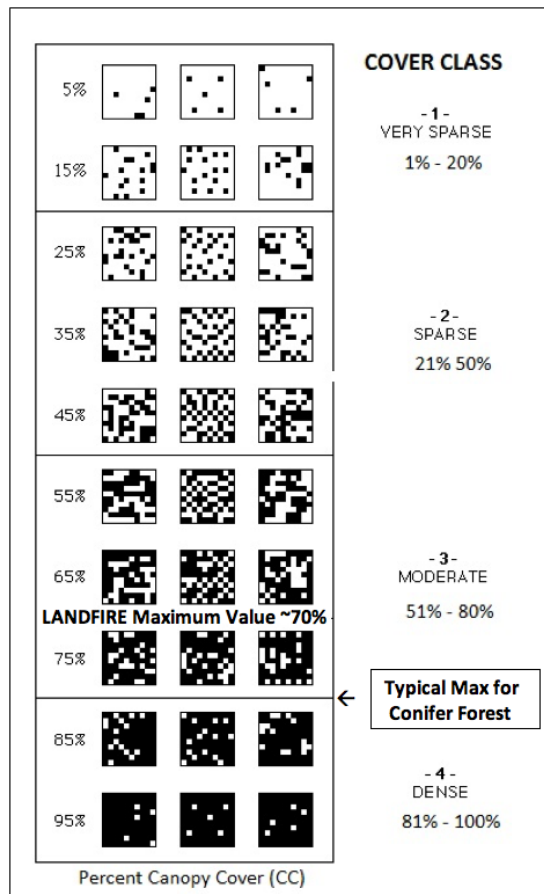 COVER CLASS
5%
- 1 -
VERY SPARSE
1% - 20%
15%
25%
35%
- 2 -
SPARSE
21% 50%
45%
55%
65%
- 3 -
MODERATE
51% - 80%
LANDFIRE Maximum Value ~70%
75%
Typical Max for
Conifer Forest
85%
- 4 -
DENSE
81% - 100%
95%
Percent Canopy Cover (CC)